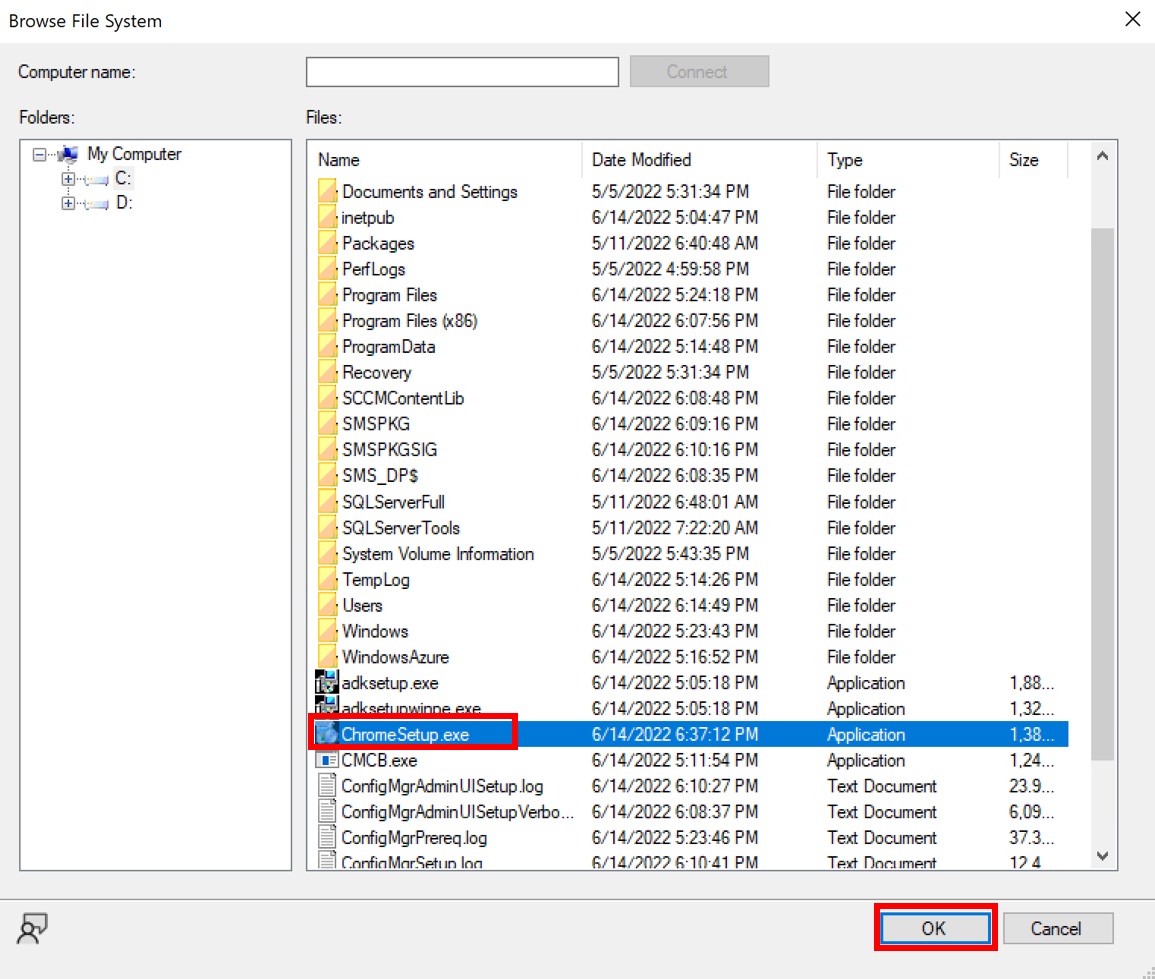 Browse File System
Computer name:
Connect
Folders:
Files:
My Computer
C:
D:
Name Date Modified Type Size
Documents and Settings 5/5/2022 5:31:34 PM File folder
inetpub 6/14/2022 5:04:47 PM File folder
Packages 5/11/2022 6:40:48 AM File folder
PerfLogs 5/5/2022 4:59:58 PM File folder
Program Files 6/14/2022 5:24:18 PM File folder
Program Files (x86) 6/14/2022 6:07:56 PM File folder
ProgramData 6/14/2022 5:14:48 PM File folder
Recovery 5/5/2022 5:31:34 PM File folder
SCCMContentLib 6/14/2022 6:08:48 PM File folder
SMSPKG 6/14/2022 6:09:16 PM File folder
SMSPKGSIG 6/14/2022 6:10:16 PM File folder
SMS_DP$ 6/14/2022 6:08:35 PM File folder
SQLServerFull 5/11/2022 6:48:01 AM File folder
SQLServerTools 5/11/2022 7:22:20 AM File folder
System Volume Information 5/5/2022 5:43:35 PM File folder
TempLog 6/14/2022 5:14:26 PM File folder
Users 6/14/2022 6:14:49 PM File folder
Windows 6/14/2022 5:23:43 PM File folder
WindowsAzure 6/14/2022 5:16:52 PM File folder
adksetup.exe 6/14/2022 5:05:18 PM Application 1,88...
adksetupwinpe.exe 6/14/2022 5:05:18 PM Application 1,32...
ChromeSetup.exe 6/14/2022 6:37:12 PM Application 1,38...
CMCB.exe 6/14/2022 5:11:54 PM Application 1,24...
ConfigMgrAdminUISetup.log 6/14/2022 6:10:27 PM Text Document 23.9...
ConfigMgrAdminUISetupVerbo... 6/14/2022 6:08:37 PM Text Document 6,09...
ConfigMgrPrereq.log 6/14/2022 5:23:46 PM Text Document 37.3...
ConfigMgrSetup.log 6/14/2022 6:10:41 PM Text Document 12.4
OK
Cancel